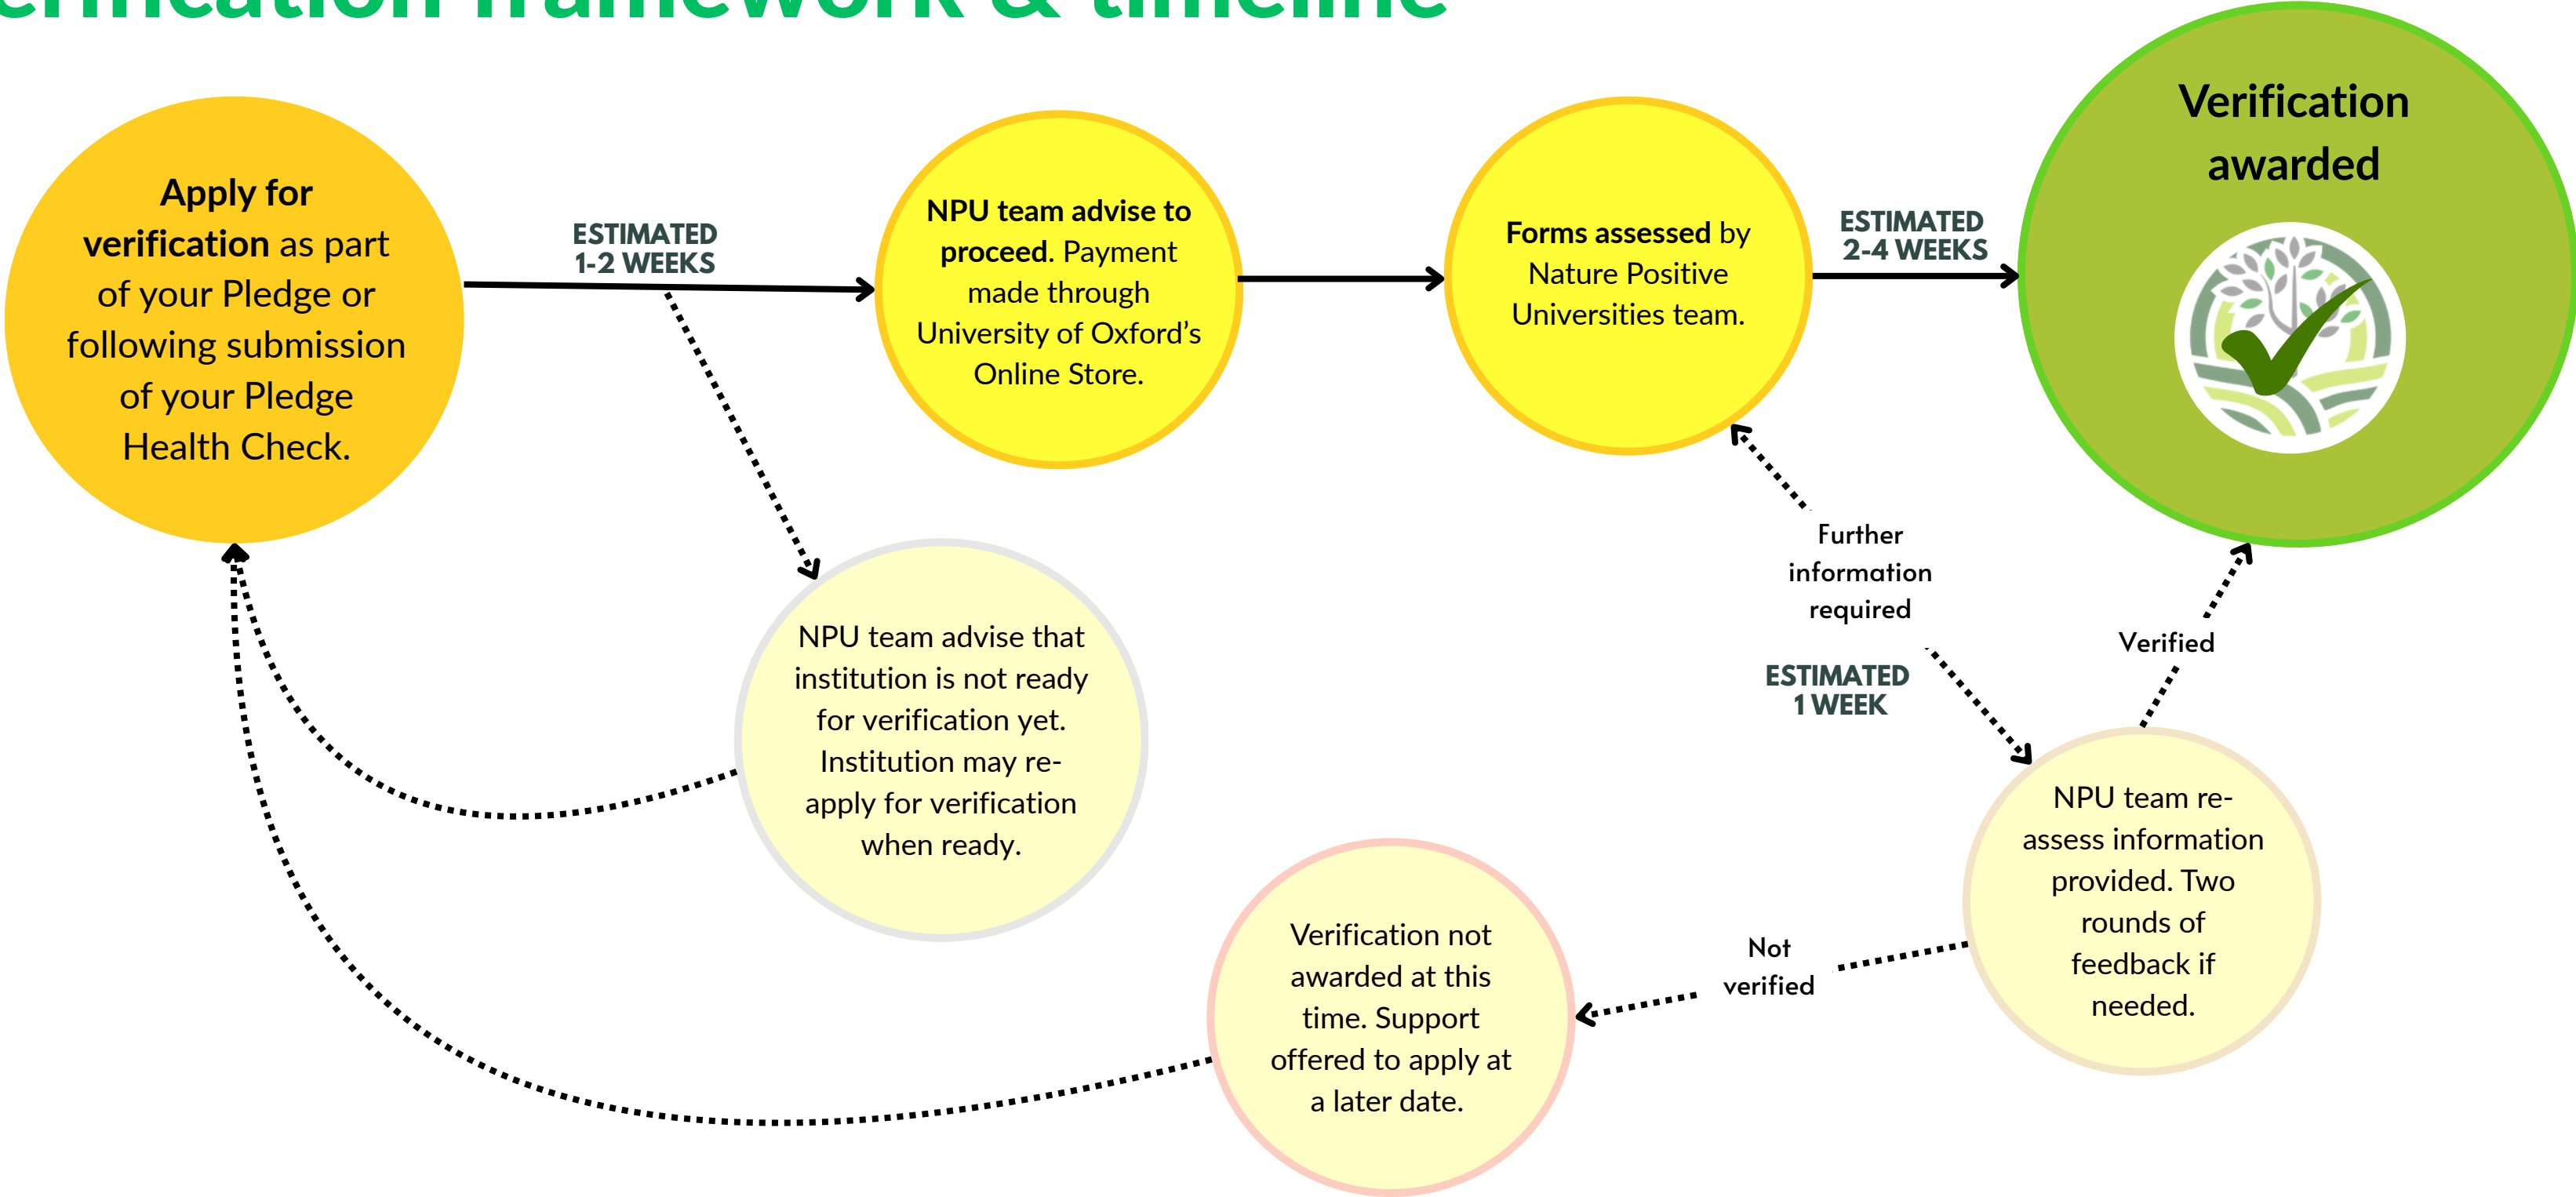 erification framework & timeline
Apply for
verification as part
of your Pledge or
following submission
of your Pledge
Health Check.
ESTIMATED
1-2 WEEKS
NPU team advise to
proceed. Payment
made through
University of Oxford’s
Online Store.
Forms assessed by
Nature Positive
Universities team.
ESTIMATED
2-4 WEEKS
Verification
awarded
NPU team advise that
institution is not ready
for verification yet.
Institution may re-
apply for verification
when ready.
Further
information
required
ESTIMATED
1 WEEK
Verified
NPU team re-
assess information
provided. Two
rounds of
feedback if
needed.
Not
verified
Verification not
awarded at this
time. Support
offered to apply at
a later date.